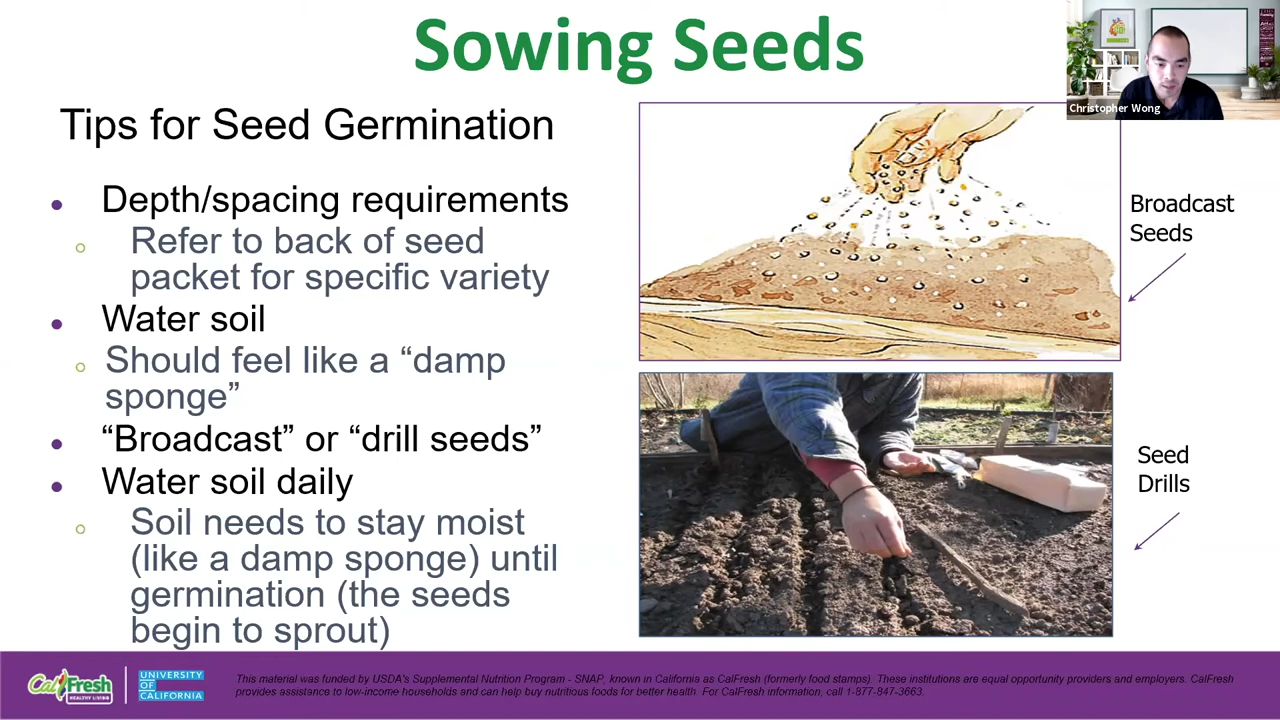 Sowing Seeds
Christopher Wong
Tips for Seed Germination
Depth/spacing requirements
Refer to back of seed
packet for specific variety
Water soil
Should feel like a “damp
sponge”
“Broadcast” or “drill seeds”
Water soil daily
Soil needs to stay moist
(like a damp sponge) until
germination (the seeds
begin to sprout)
Broadcast
Seeds
Seed
Drills
CalFresh
HEALTHY LIVING
UNIVERSITY
OF
CALIFORNIA
This material was funded by USDA's Supplemental Nutrition Program - SNAP, known in California as CalFresh (formerly food stamps). These institutions are equal opportunity providers and employers. CalFresh
provides assistance to low-income households and can help buy nutritious foods for better health. For CalFresh information, call 1-877-847-3663.